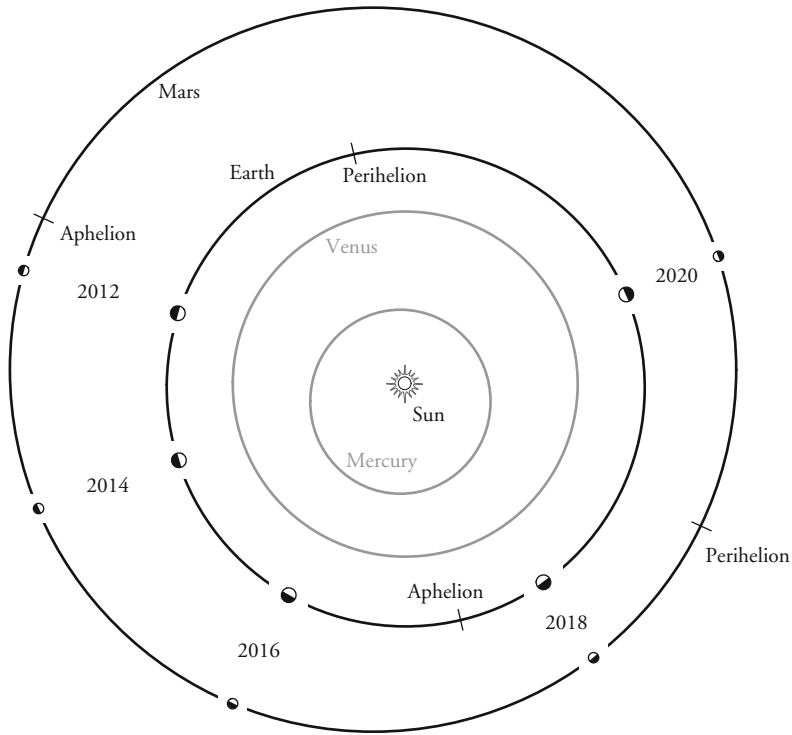 Mars
Earth
Perihelion
Aphelion
Venus
2020
2012
Sun
Mercury
2014
Perihelion
Aphelion
2018
2016